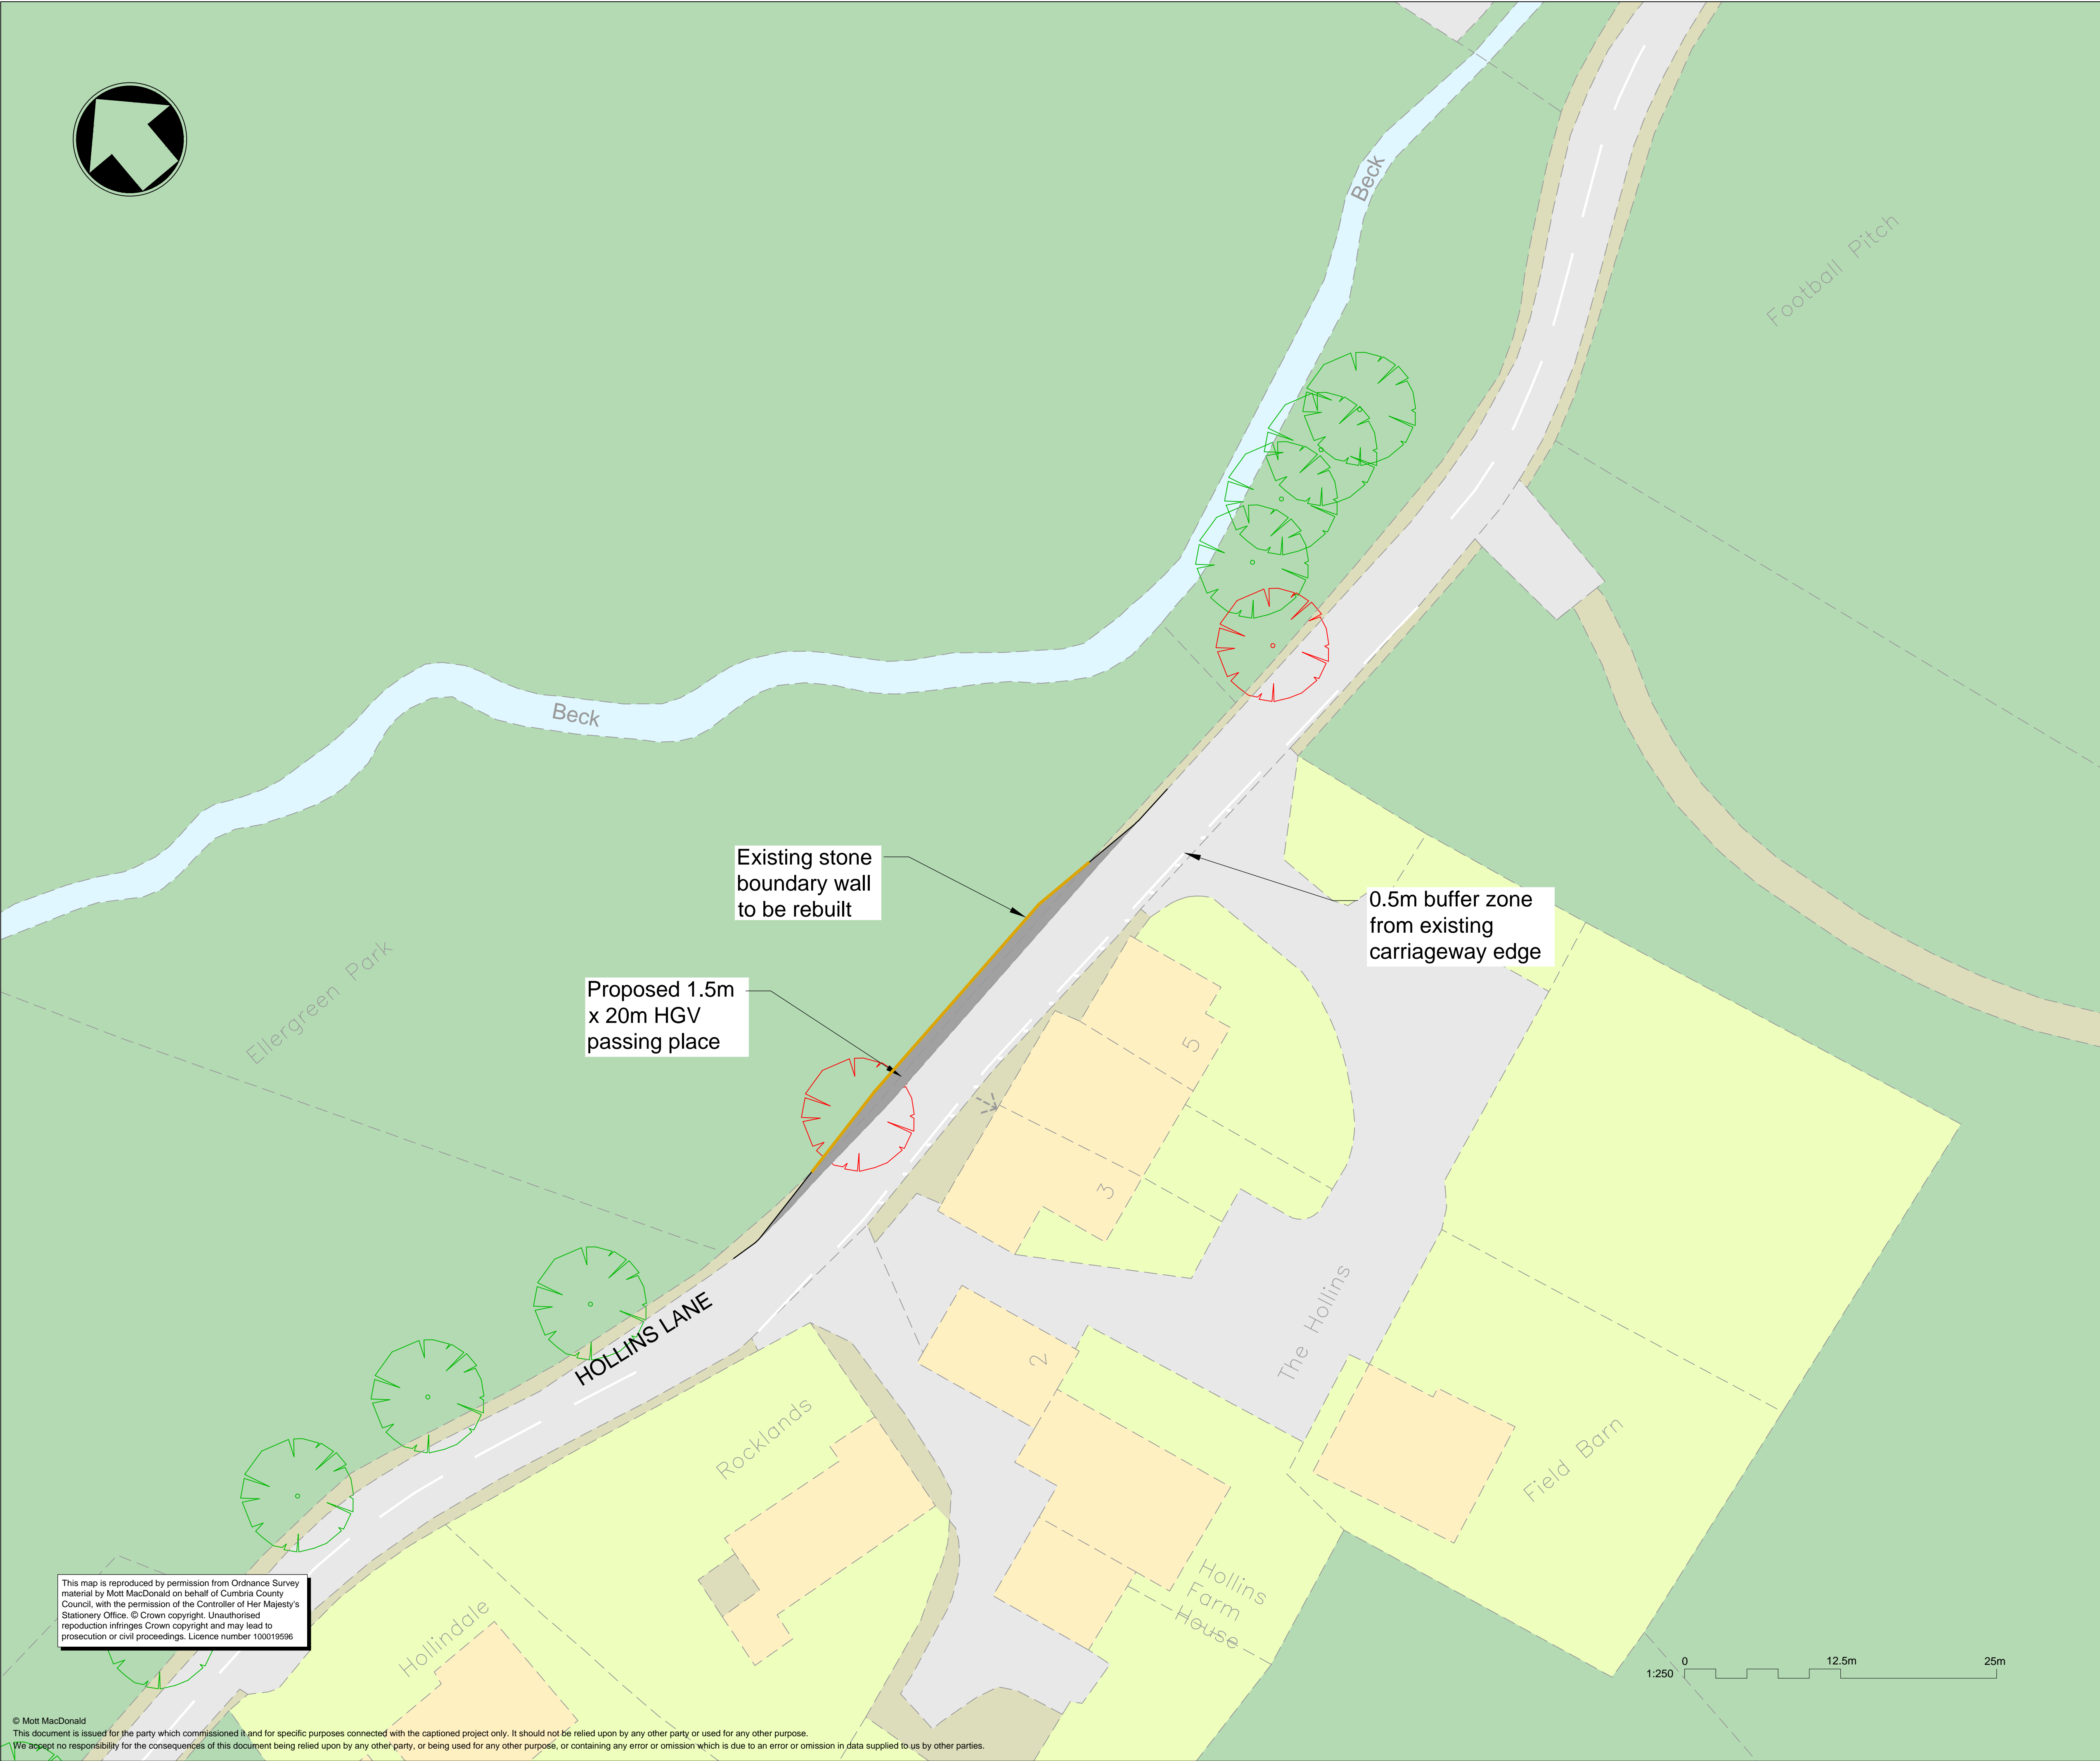 Beck
Football Pitch
Beck
Existing stone
boundary wall
to be rebuilt
0.5m buffer zone
from existing
carriageway edge
Ellergreen Park
Proposed 1.5m
x 20m HGV
passing place
5
3
HOLLINS LANE
The Hollins
2
Rocklands
Field Barn
Hollins
Farm
House
Hollindale
This map is reproduced by permission from Ordnance Survey
material by Mott MacDonald on behalf of Cumbria County
Council, with the permission of the Controller of Her Majesty's
Stationery Office. © Crown copyright. Unauthorised
repoduction infringes Crown copyright and may lead to
prosecution or civil proceedings. Licence number 100019596
0 12.5m 25m
1:250
© Mott MacDonald
This document is issued for the party which commissioned it and for specific purposes connected with the captioned project only. It should not be relied upon by any other party or used for any other purpose.
We accept no responsibility for the consequences of this document being relied upon by any other party, or being used for any other purpose, or containing any error or omission which is due to an error or omission in data supplied to us by other parties.